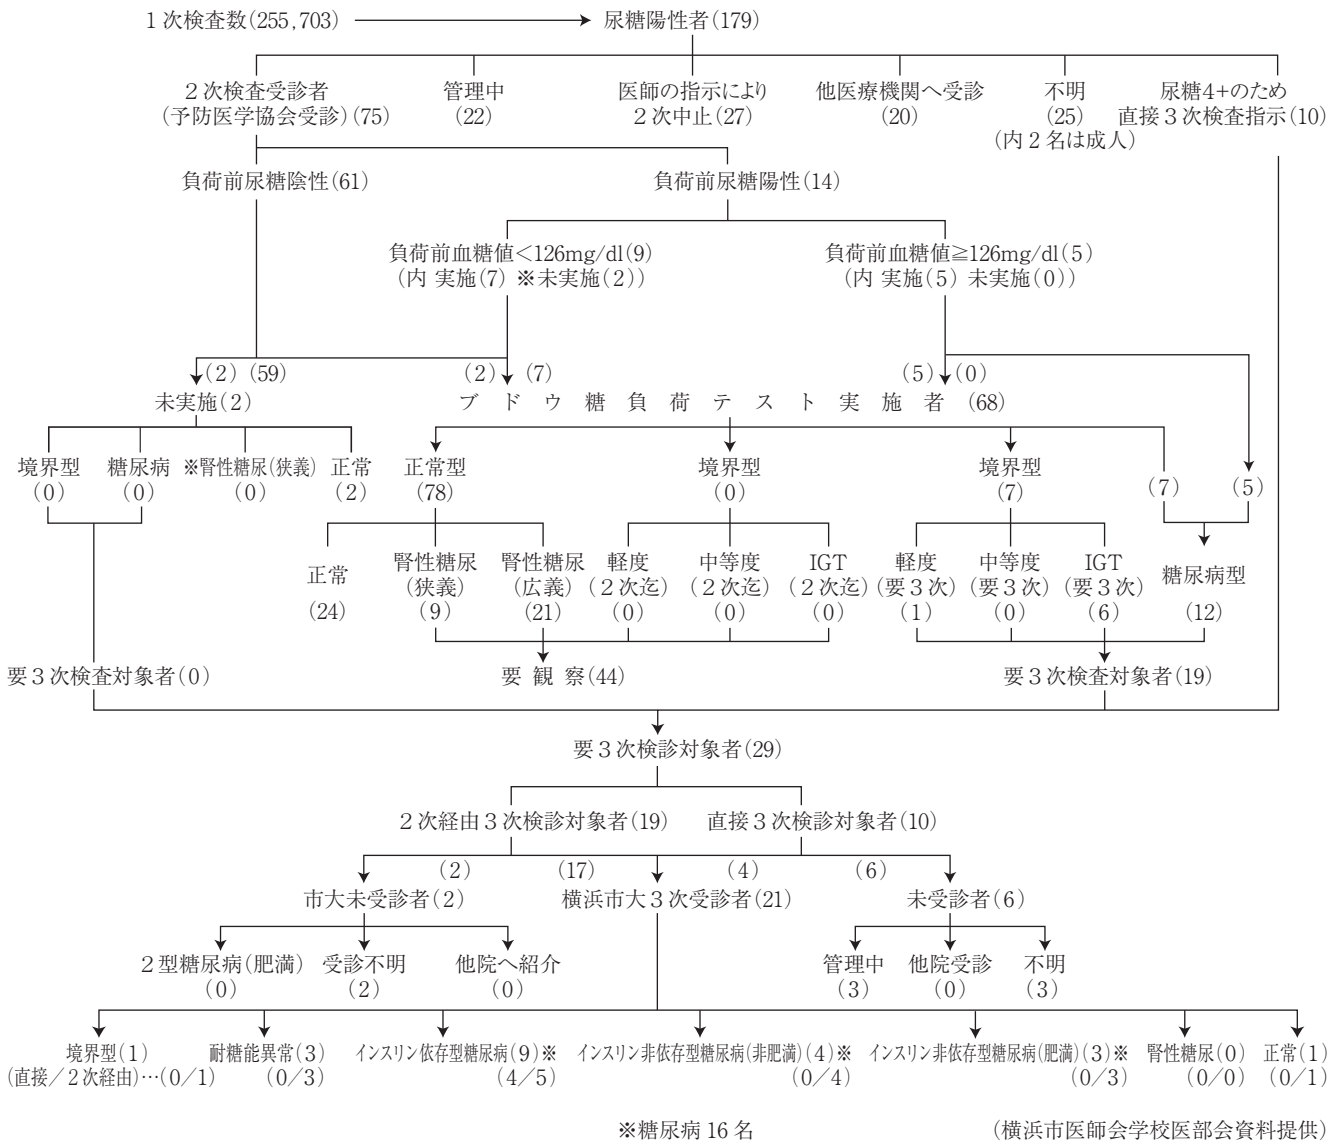 1次検査数(255,703)
尿糖陽性者(179)
2次検査受診者
(予防医学協会受診)(75)
管理中
(22)
医師の指示により
2次中止(27)
他医療機関へ受診
(20)
不明
(25)
(内2名は成人)
尿糖4+のため
直接3次検査指示(10)
負荷前尿糖陰性(61)
負荷前尿糖陽性(14)
負荷前血糖値<126mg/dl(9)
(内 実施(7) ※未実施(2))
負荷前血糖値≧126mg/dl(5)
(内 実施(5) 未実施(0))
(2) (59)
(2) (7)
(5) (0)
未実施(2)
ブドウ糖負荷テスト実施者(68)
境界型
(0)
糖尿病
(0)
※腎性糖尿(狭義)
(0)
正常
(2)
正常型
(78)
境界型
(0)
境界型
(7)
(7)
(5)
正常
(24)
腎性糖尿
(狭義)
(9)
腎性糖尿
(広義)
(21)
軽度
(2次迄)
(0)
中等度
(2次迄)
(0)
IGT
(2次迄)
(0)
軽度
(要3次)
(1)
中等度
(要3次)
(0)
IGT
(要3次)
(6)
糖尿病型
(12)
要3次検査対象者(0)
要観察(44)
要3次検査対象者(19)
要3次検診対象者(29)
2次経由3次検診対象者(19)
直接3次検診対象者(10)
(2)
(17)
(4)
(6)
市大未受診者(2)
横浜市大3次受診者(21)
未受診者(6)
2型糖尿病(肥満)
(0)
受診不明
(2)
他院へ紹介
(0)
管理中
(3)
他院受診
(0)
不明
(3)
境界型(1)
(直接/2次経由)…(0/1)
耐糖能異常(3)
(0/3)
インスリン依存型糖尿病(9)※
(4/5)
インスリン非依存型糖尿病(非肥満)(4)※
(0/4)
インスリン非依存型糖尿病(肥満)(3)※
(0/3)
腎性糖尿(0)
(0/0)
正常(1)
(0/1)
※糖尿病16名
(横浜市医師会学校医部会資料提供)